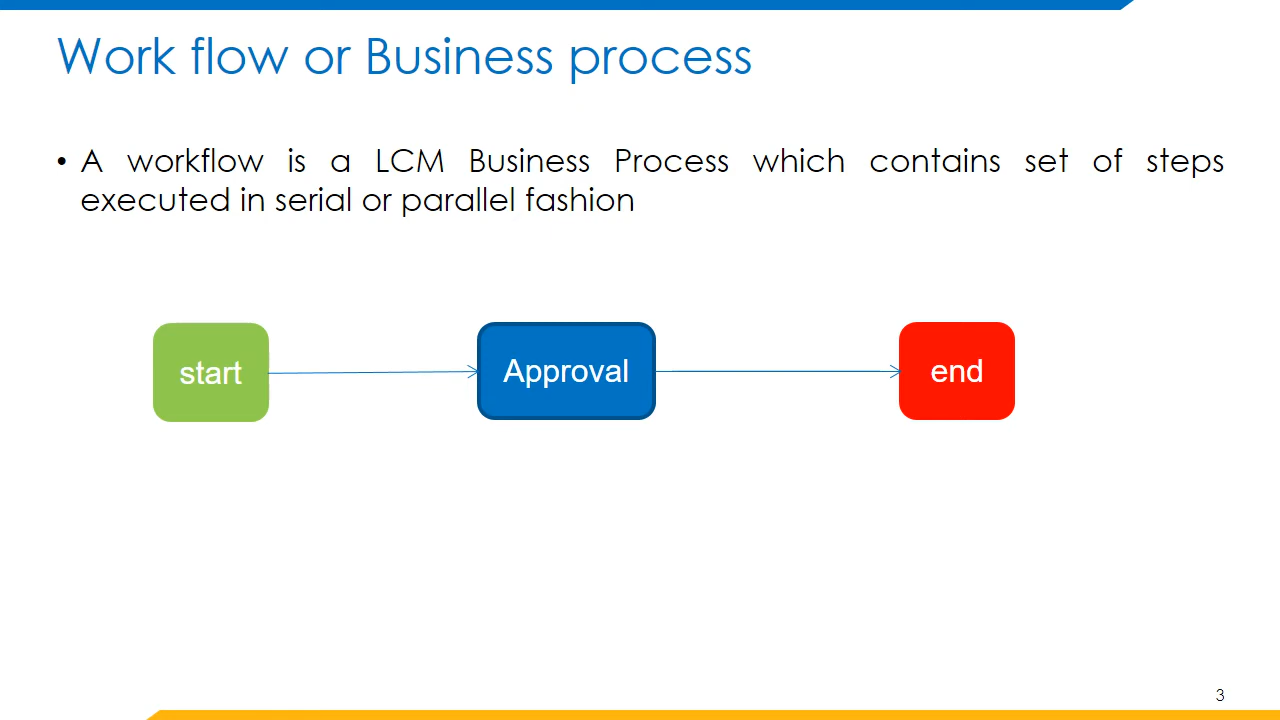 Work flow or Business process
• A workflow is a LCM Business Process which contains set of steps
executed in serial or parallel fashion
start
Approval
end
3